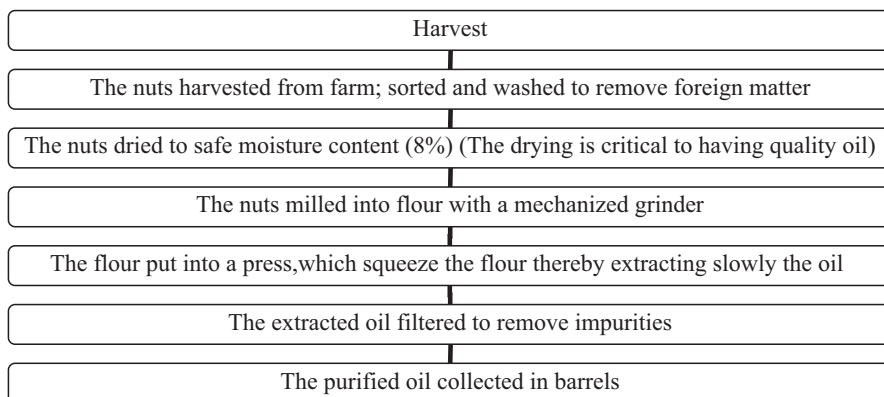 Harvest
The nuts harvested from farm; sorted and washed to remove foreign matter
The nuts dried to safe moisture content (8%) (The drying is critical to having quality oil)
The nuts milled into flour with a mechanized grinder
The flour put into a press,which squeeze the flour thereby extracting slowly the oil
The extracted oil filtered to remove impurities
The purified oil collected in barrels